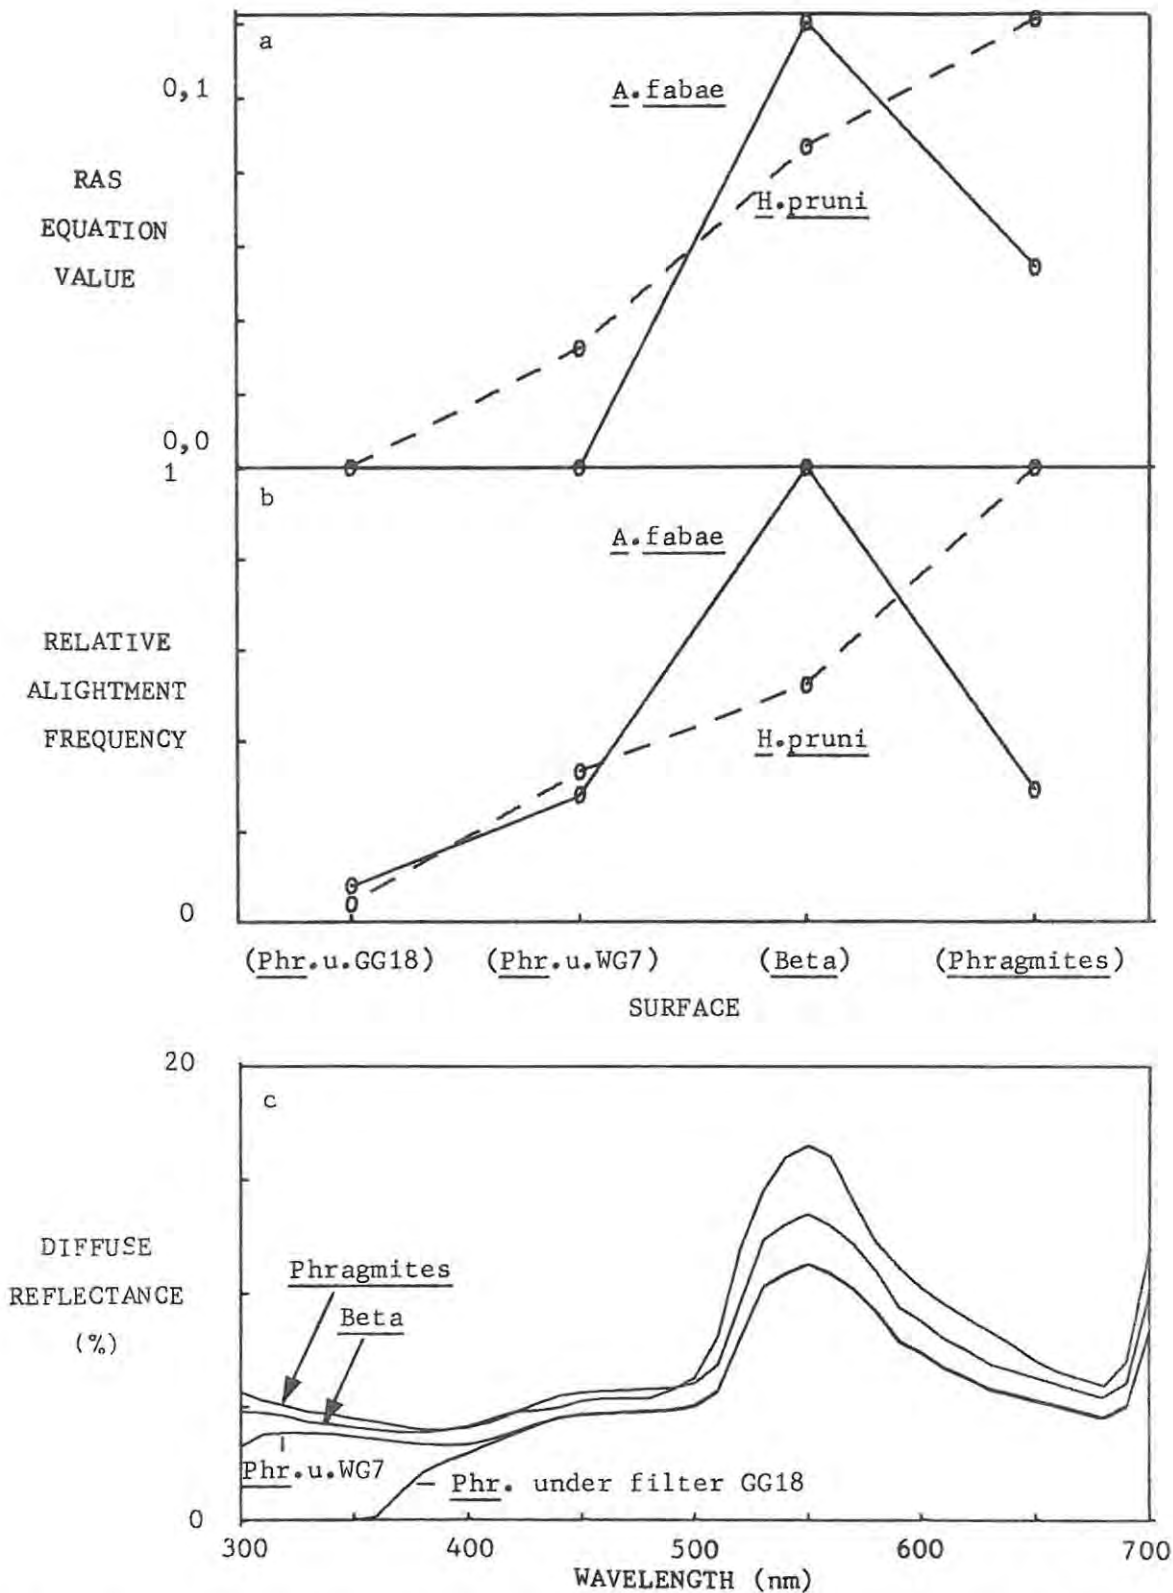 a
0,1
A.fabae
RAS
EQUATION
VALUE
H.pruni
0,0
1
b
A.fabae
RELATIVE
ALIGHTMENT
FREQUENCY
H.pruni
0
(Phr.u.GG18) (Phr.u.WG7) (Beta) (Phragmites)
SURFACE
20
c
DIFFUSE
REFLECTANCE
(%)
Phragmites
Beta
Phr.u.WG7
Phr. under filter GG18
0
300 400 500 600 700
WAVELENGTH (nm)